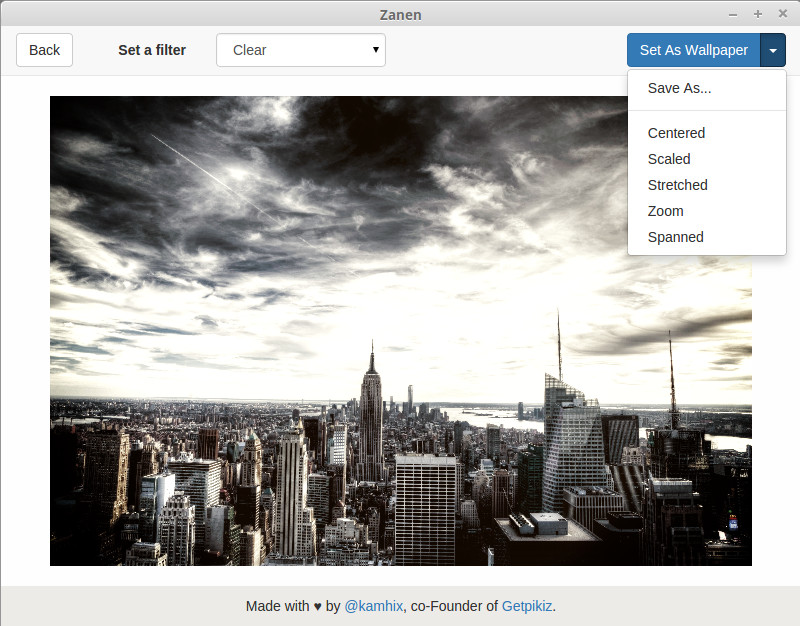 Zanen
Back Set a filter Clear Set As Wallpaper
Save As...
Centered
Scaled
Stretched
Zoom
Spanned
Made with ♥ by @kamhix, co-Founder of Getpikiz.